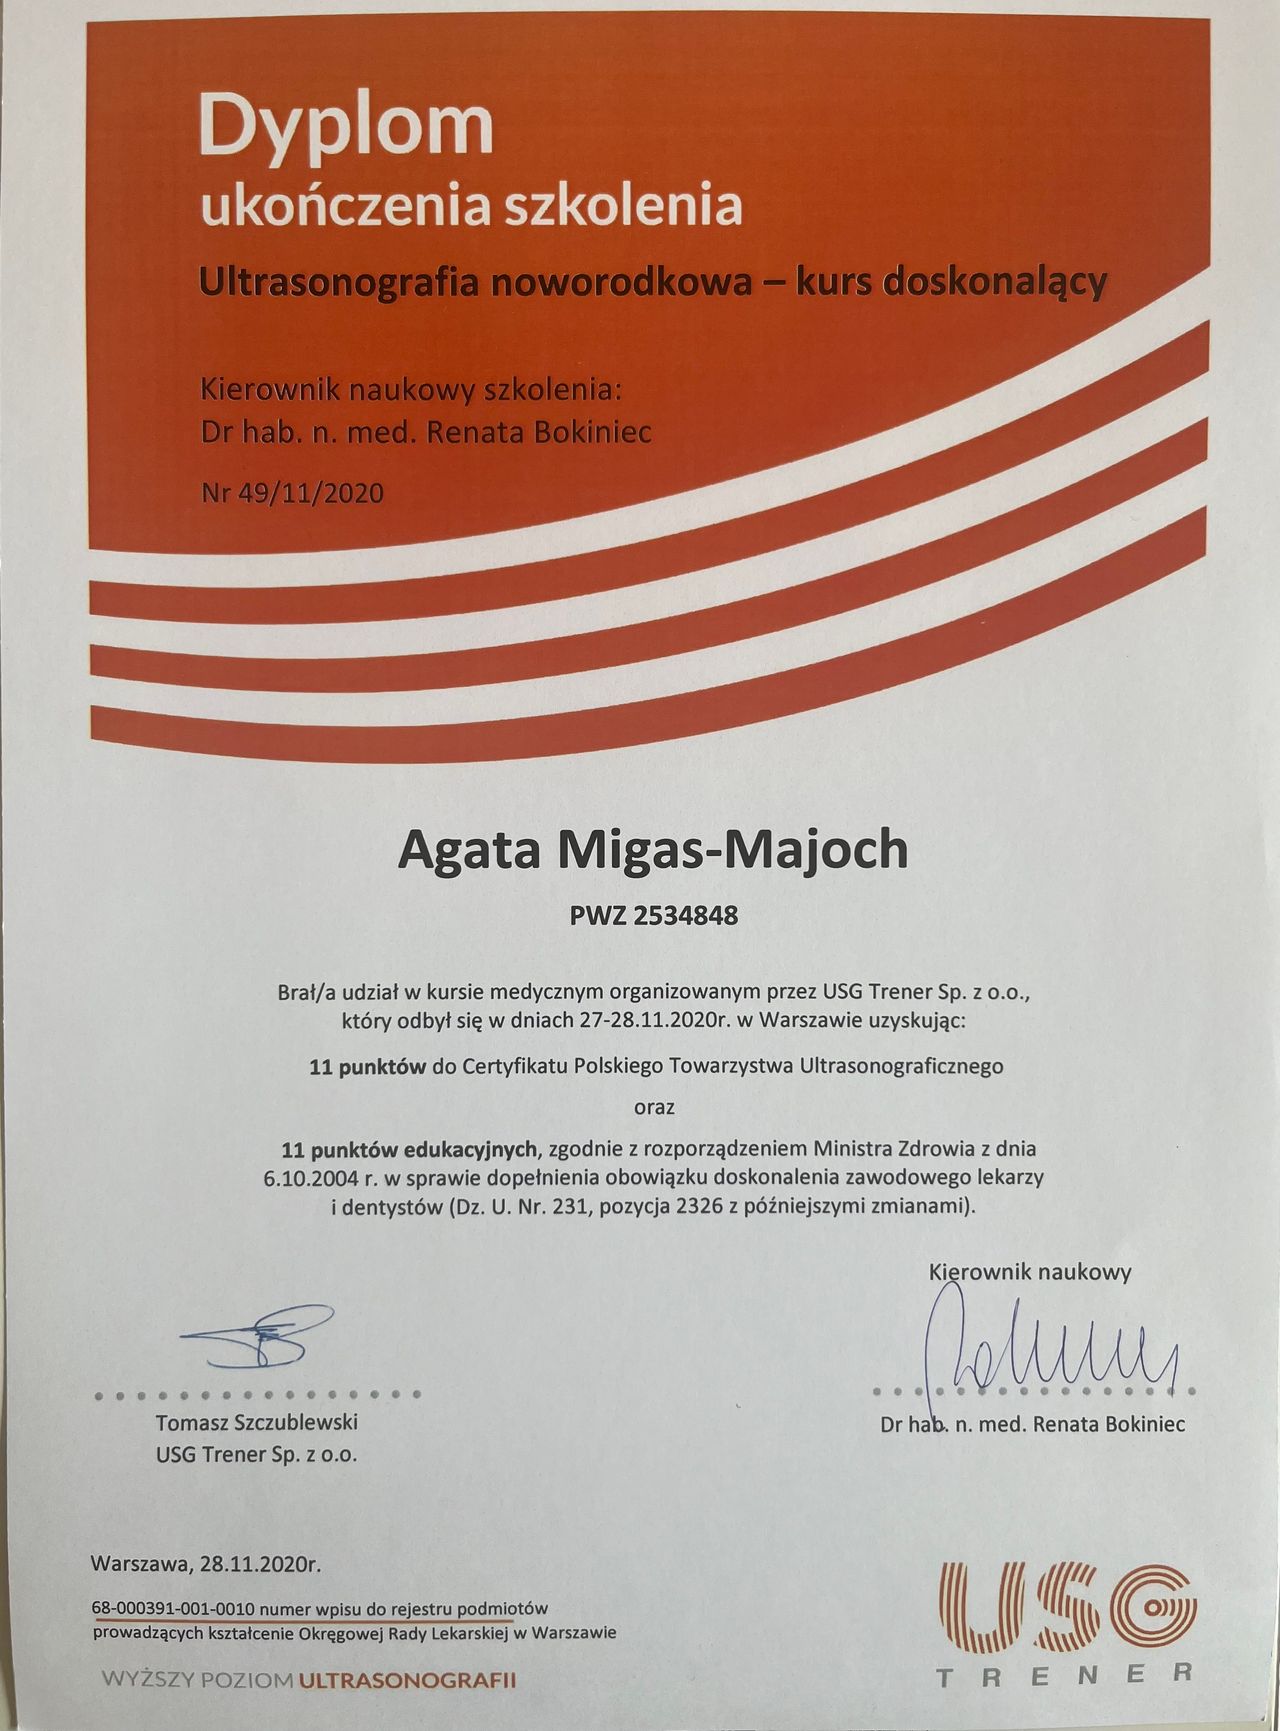 Dyplom
ukończenia szkolenia
Ultrasonografia noworodkowa – kurs doskonalący
Kierownik naukowy szkolenia:
Dr hab. n. med. Renata Bokiniec
Nr 49/11/2020
Agata Migas-Majoch
PWZ 2534848
Brał/a udział w kursie medycznym organizowanym przez USG Trener Sp. z o.o.,
który odbył się w dniach 27-28.11.2020r. w Warszawie uzyskując:
11 punktów do Certyfikatu Polskiego Towarzystwa Ultrasonograficznego
oraz
11 punktów edukacyjnych, zgodnie z rozporządzeniem Ministra Zdrowia z dnia
6.10.2004 r. w sprawie dopełnienia obowiązku doskonalenia zawodowego lekarzy
i dentystów (Dz. U. Nr. 231, pozycja 2326 z późniejszymi zmianami).
Kierownik naukowy
Tomasz Szczublewski
USG Trener Sp. z o.o.
Dr hab. n. med. Renata Bokiniec
Warszawa, 28.11.2020r.
68-000391-001-0010 numer wpisu do rejestru podmiotów
prowadzących kształcenie Okręgowej Rady Lekarskiej w Warszawie
WYŻSZY POZIOM ULTRASONOGRAFII
USG
TRENER